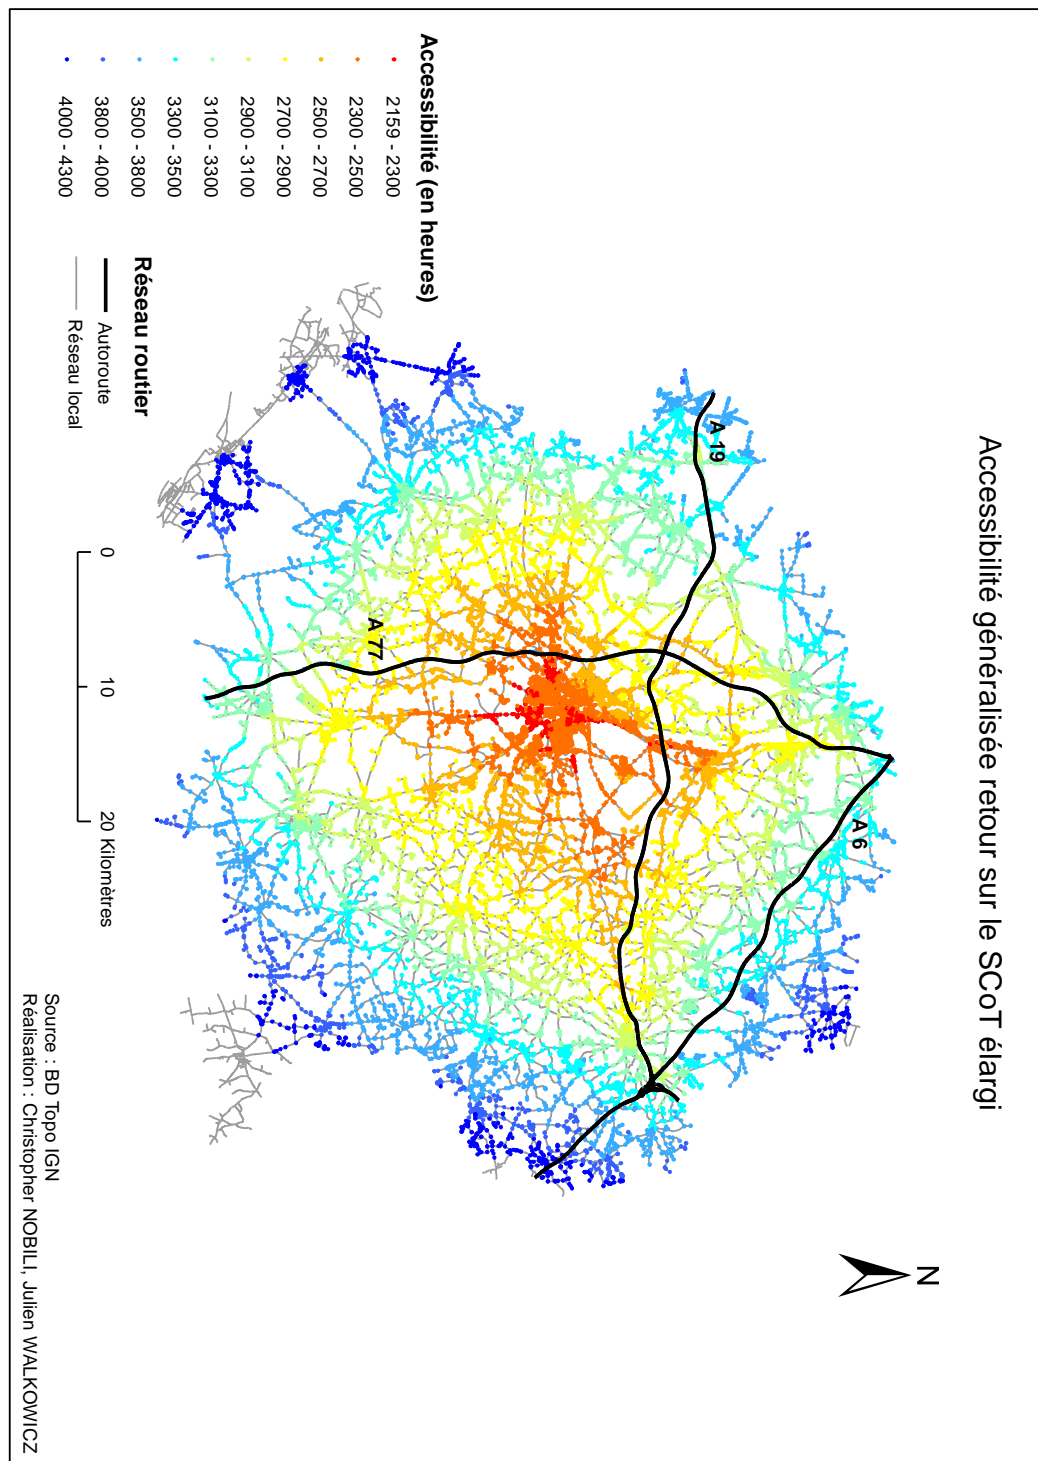 Accessibilité généralisée retour sur le SCoT élargi
N
A 19
A 6
A 77
Accessibilité (en heures)
2159 - 2300
2300 - 2500
2500 - 2700
2700 - 2900
2900 - 3100
3100 - 3300
3300 - 3500
3500 - 3800
3800 - 4000
4000 - 4300
Réseau routier
Autoroute
Réseau local
0 10 20 Kilomètres
Source : BD Topo IGN
Réalisation : Christopher NOBILI, Julien WALKOWICZ